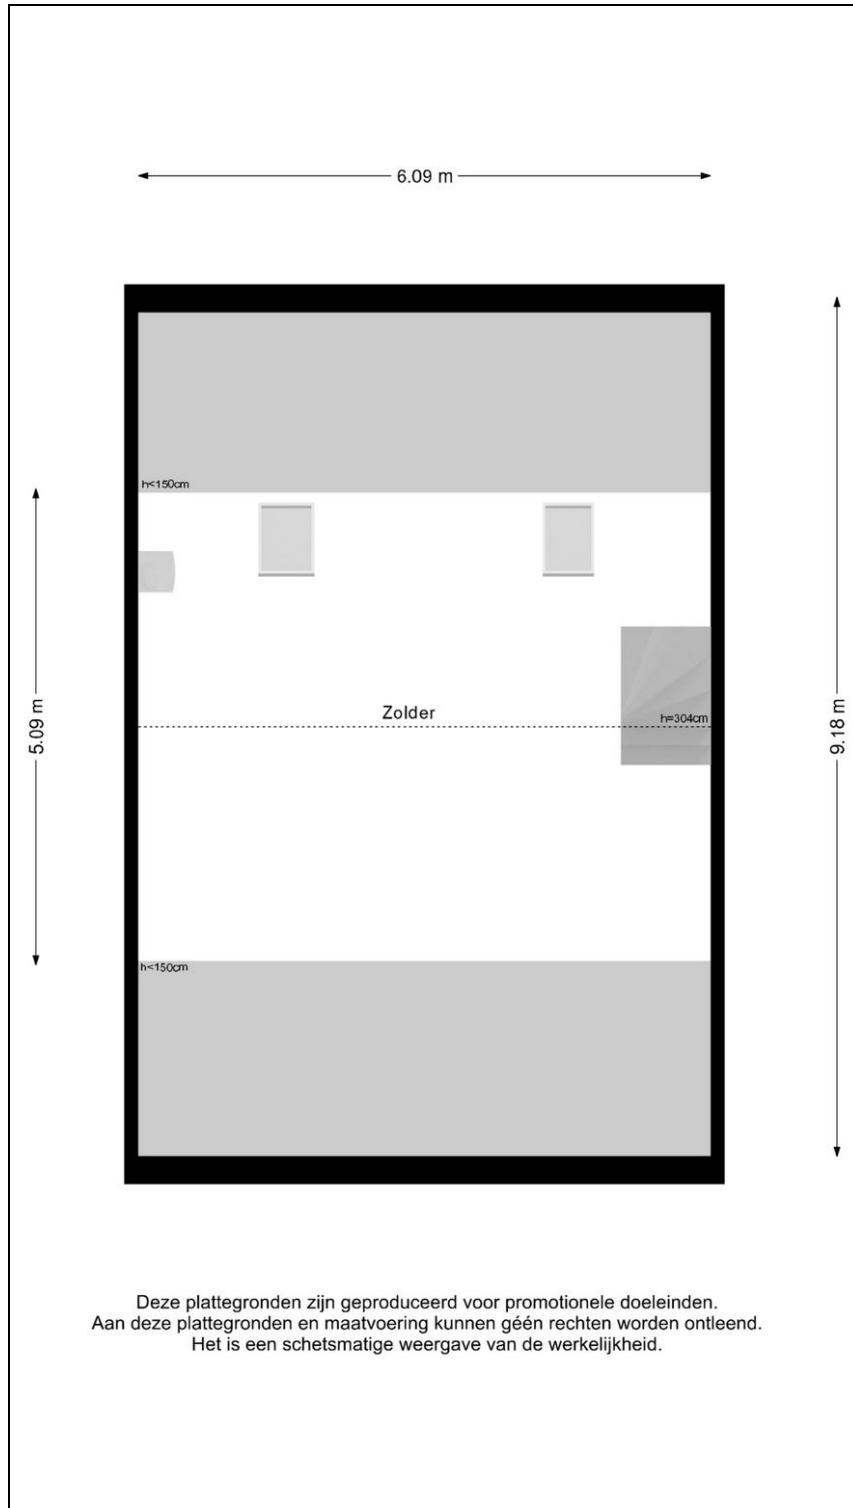 6.09 m
h<150cm
5.09 m
Zolder
h=304cm
9.18 m
h<150cm
Deze plattegronden zijn geproduceerd voor promotionele doeleinden.
Aan deze plattegronden en maatvoering kunnen géén rechten worden ontleend.
Het is een schetsmatige weergave van de werkelijkheid.